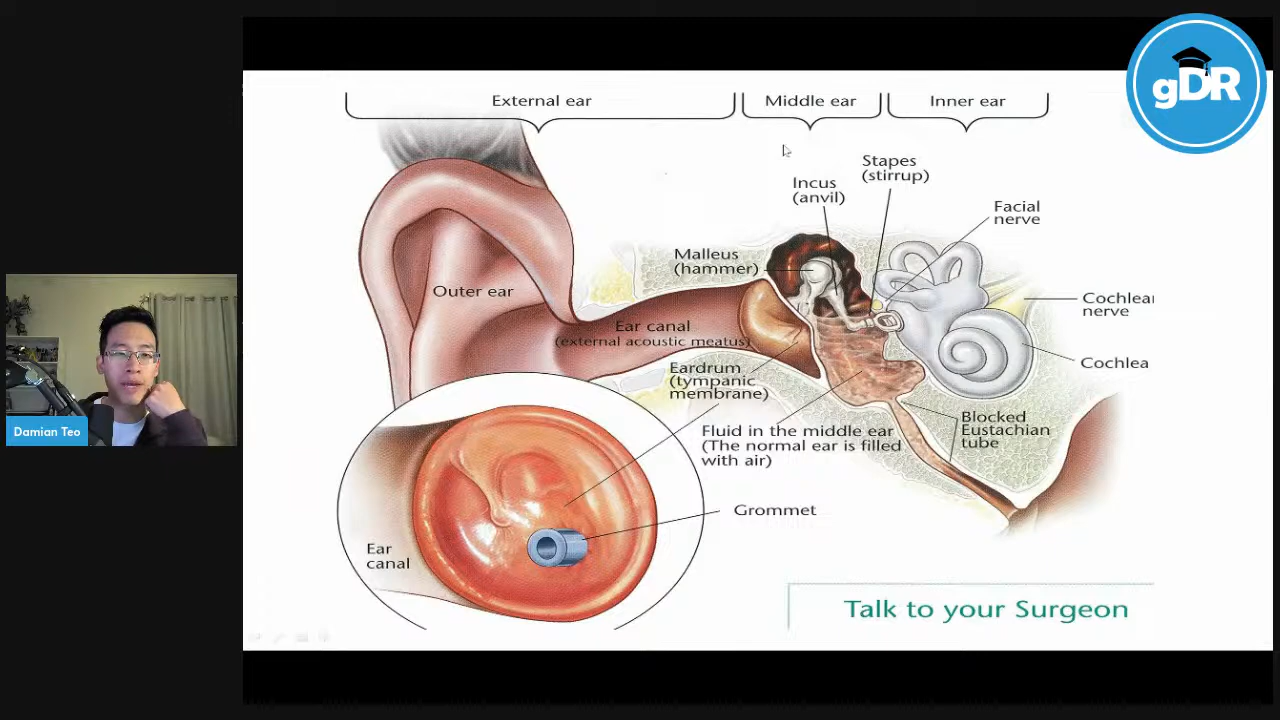 gDR
External ear
Middle ear
Inner ear
Stapes
(stirrup)
Incus
(anvil)
Facial
nerve
Malleus
(hammer)
Outer ear
Cochlear
nerve
Ear canal
(external acoustic meatus)
Cochlea
Eardrum
(tympanic
membrane)
Blocked
Eustachian
tube
Fluid in the middle ear
(The normal ear is filled
with air)
Damian Teo
Grommet
Ear
canal
Talk to your Surgeon